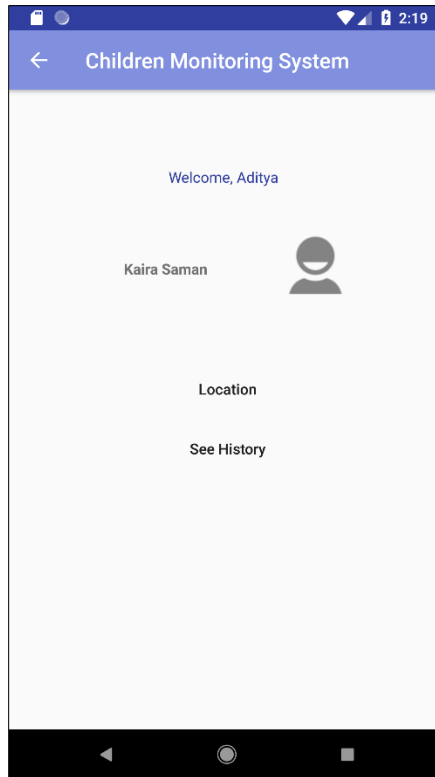 2:19
Children Monitoring System
Welcome, Aditya
Kaira Saman
Location
See History